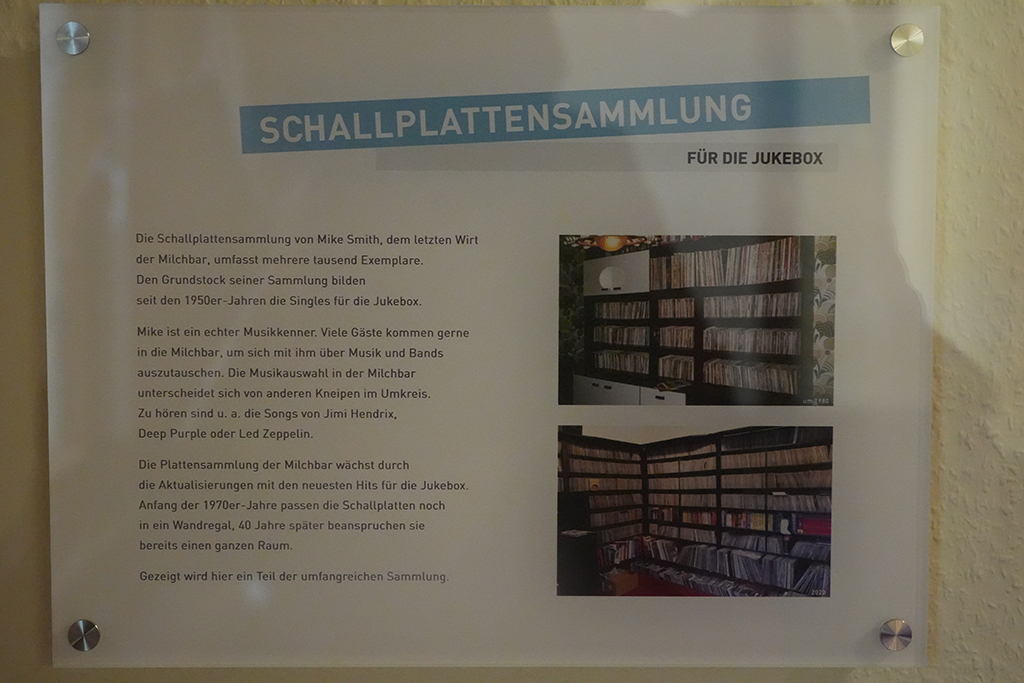 SCHALLPLATTENSAMMLUNG
FÜR DIE JUKEBOX
Die Schallplattensammlung von Mike Smith, dem letzten Wirt
der Milchbar, umfasst mehrere tausend Exemplare.
Den Grundstock seiner Sammlung bilden
seit den 1950er-Jahren die Singles für die Jukebox.
Mike ist ein echter Musikkenner. Viele Gäste kommen gerne
in die Milchbar, um sich mit ihm über Musik und Bands
auszutauschen. Die Musikauswahl in der Milchbar
unterscheidet sich von anderen Kneipen im Umkreis.
Zu hören sind u. a. die Songs von Jimi Hendrix,
Deep Purple oder Led Zeppelin.
Die Plattensammlung der Milchbar wächst durch
die Aktualisierungen mit den neuesten Hits für die Jukebox.
Anfang der 1970er-Jahre passen die Schallplatten noch
in ein Wandregal, 40 Jahre später beanspruchen sie
bereits einen ganzen Raum.
Gezeigt wird hier ein Teil der umfangreichen Sammlung.
um 1980
2020